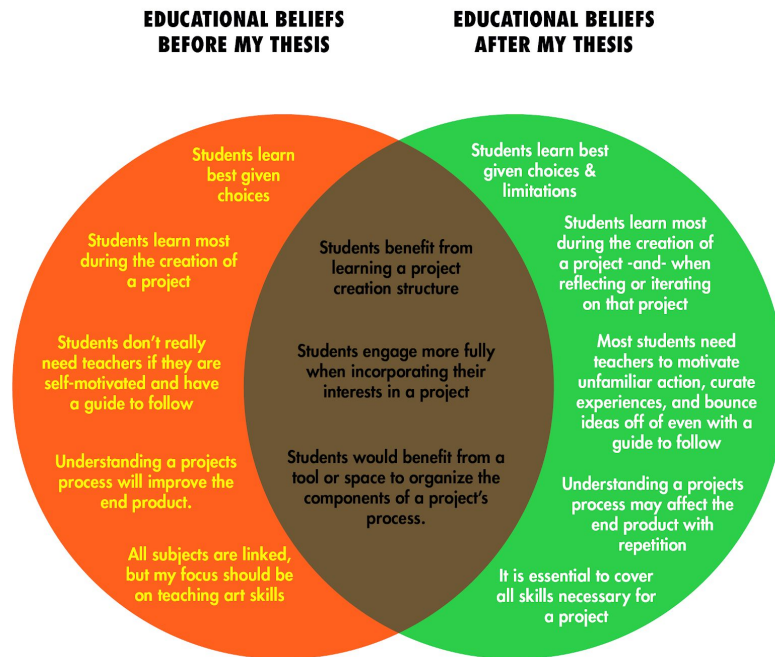 EDUCATIONAL BELIEFS
BEFORE MY THESIS
EDUCATIONAL BELIEFS
AFTER MY THESIS
Students learn
best given
choices
Students learn most
during the creation of
a project
Students don't really
need teachers if they are
self-motivated and have
a guide to follow
Understanding a projects
process will improve the
end product.
All subjects are linked,
but my focus should be
on teaching art skills
Students benefit from
learning a project
creation structure
Students engage more fully
when incorporating their
interests in a project
Students would benefit from a
tool or space to organize the
components of a project's
process.
Students learn best
given choices &
limitations
Students learn most
during the creation of
a project -and- when
reflecting or iterating
on that project
Most students need
teachers to motivate
unfamiliar action, curate
experiences, and bounce
ideas off of even with a
guide to follow
Understanding a projects
process may affect the
end product with
repetition
It is essential to cover
all skills necessary for
a project